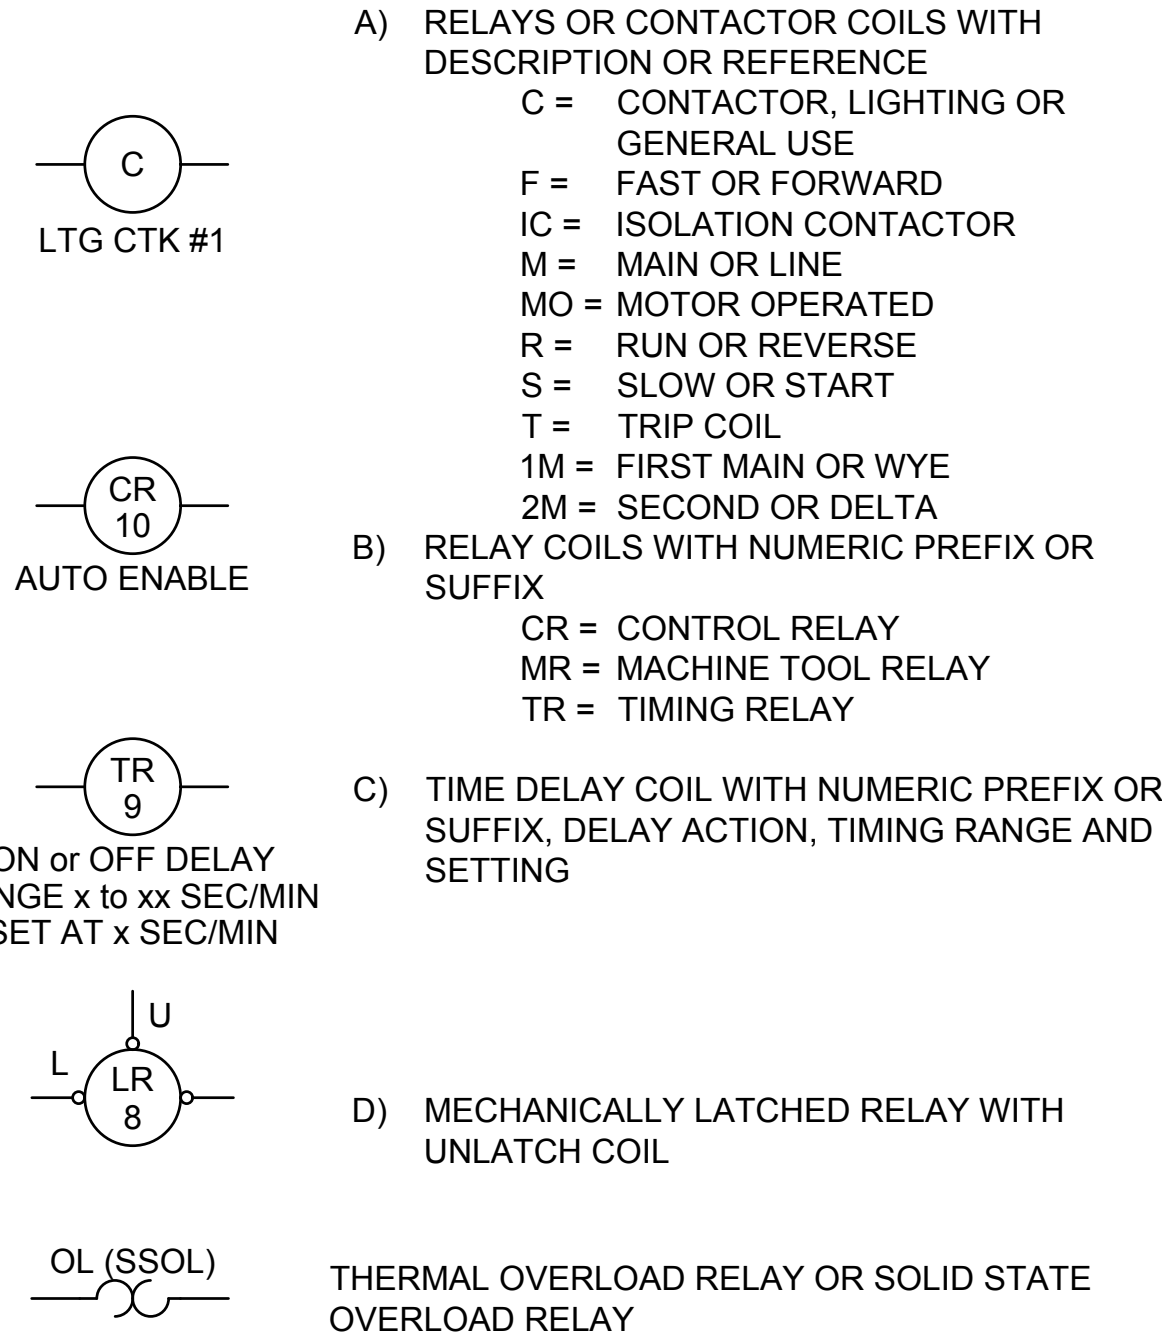 A) RELAYS OR CONTACTOR COILS WITH
DESCRIPTION OR REFERENCE
C = CONTACTOR, LIGHTING OR
GENERAL USE
F = FAST OR FORWARD
IC = ISOLATION CONTACTOR
M = MAIN OR LINE
MO = MOTOR OPERATED
R = RUN OR REVERSE
S = SLOW OR START
T = TRIP COIL
1M = FIRST MAIN OR WYE
2M = SECOND OR DELTA
C
LTG CTK #1
B) RELAY COILS WITH NUMERIC PREFIX OR
SUFFIX
CR = CONTROL RELAY
MR = MACHINE TOOL RELAY
TR = TIMING RELAY
CR
10
AUTO ENABLE
C) TIME DELAY COIL WITH NUMERIC PREFIX OR
SUFFIX, DELAY ACTION, TIMING RANGE AND
SETTING
TR
9
ON or OFF DELAY
NGE x to xx SEC/MIN
SET AT x SEC/MIN
U
L
LR
8
D) MECHANICALLY LATCHED RELAY WITH
UNLATCH COIL
OL (SSOL)
THERMAL OVERLOAD RELAY OR SOLID STATE
OVERLOAD RELAY